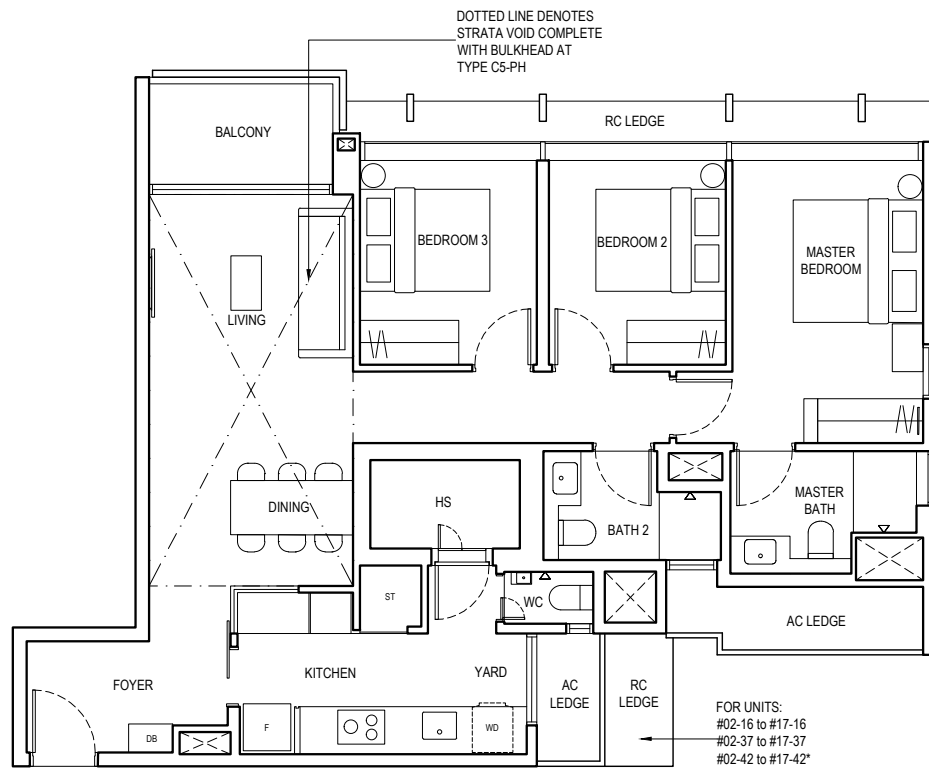 DOTTED LINE DENOTES
STRATA VOID COMPLETE
WITH BULKHEAD AT
TYPE C5-PH
BALCONY
RC LEDGE
BEDROOM 3
BEDROOM 2
MASTER
BEDROOM
LIVING
DINING
HS
BATH 2
MASTER
BATH
ST
WC
AC LEDGE
FOYER
KITCHEN
YARD
AC
LEDGE
RC
LEDGE
DB
F
WD
FOR UNITS:
#02-16 to #17-16
#02-37 to #17-37
#02-42 to #17-42*